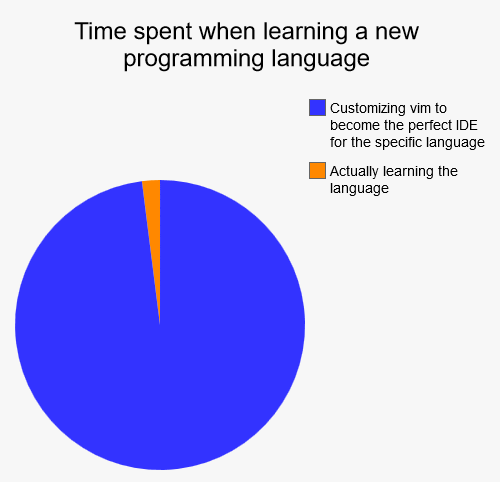 Time spent when learning a new
programming language
Customizing vim to
become the perfect IDE
for the specific language
Actually learning the
language